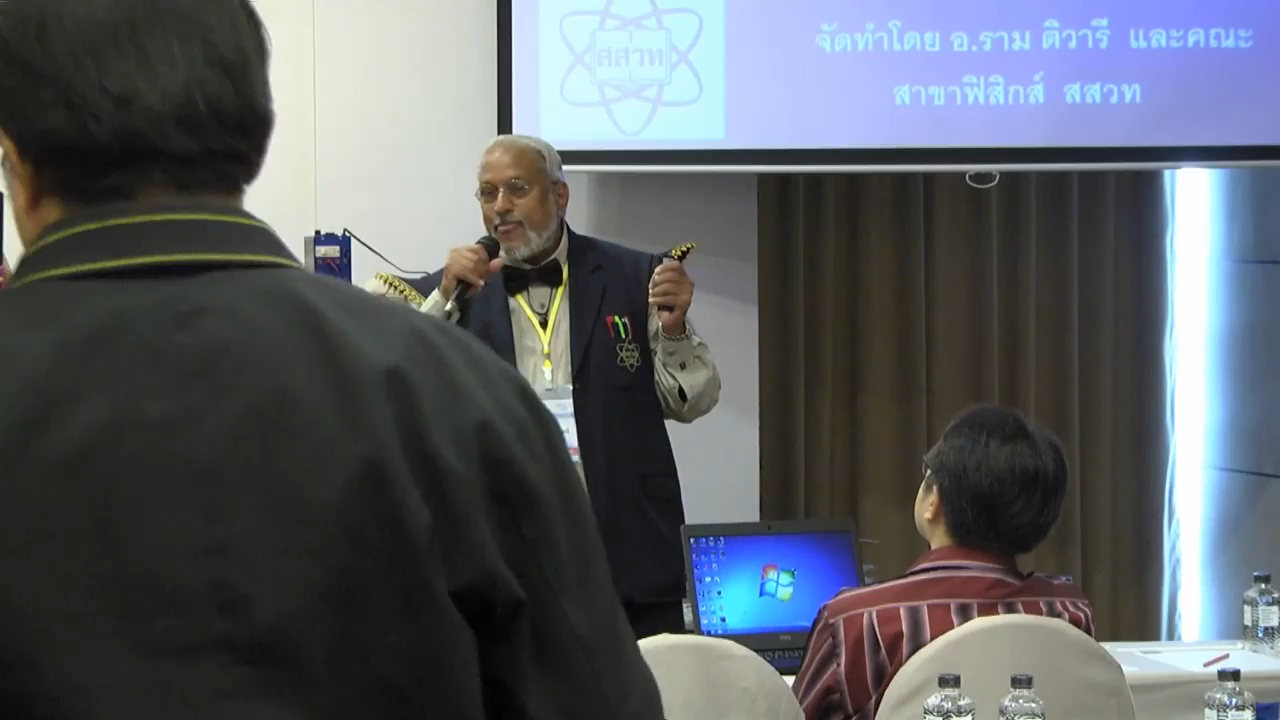 สสวท
จัดทำโดย อ.ราม ติวารี และคณะ
สาขาฟิสิกส์ สสวท
DELL